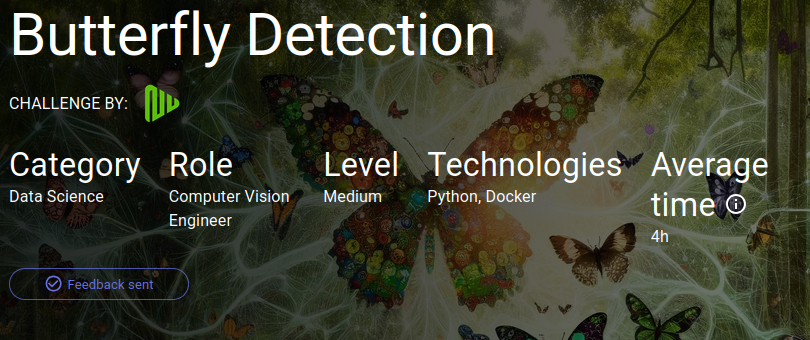 Butterfly Detection
CHALLENGE BY:
Category
Data Science
Role
Computer Vision
Engineer
Level
Medium
Technologies
Python, Docker
Average
time
4h
Feedback sent